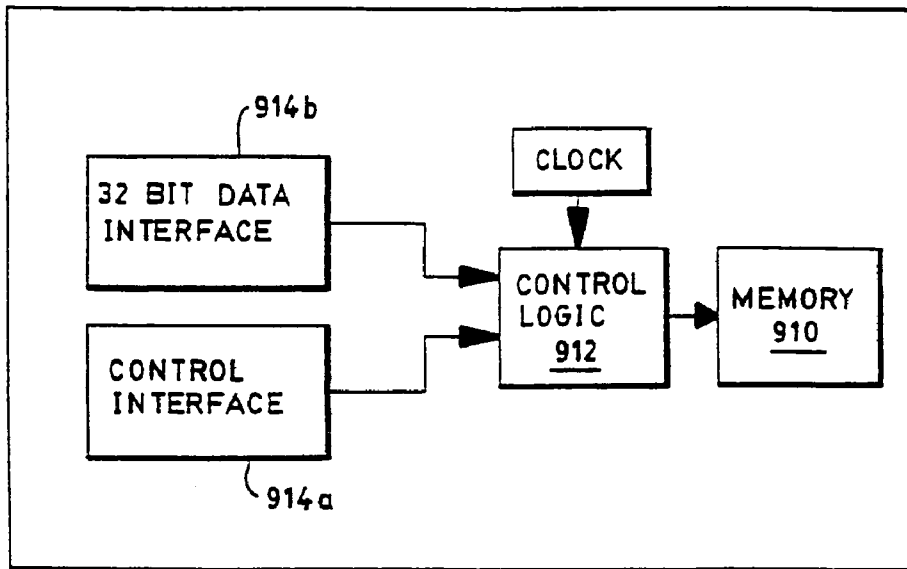 914b
32 BIT DATA
INTERFACE
CLOCK
CONTROL
LOGIC
912
MEMORY
910
CONTROL
INTERFACE
914a